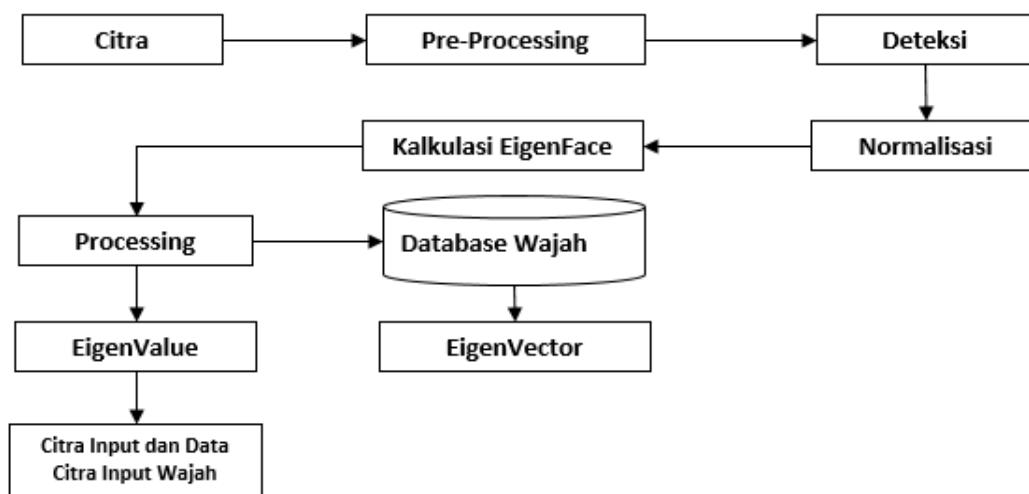 Citra
Pre-Processing
Deteksi
Normalisasi
Kalkulasi EigenFace
Processing
Database Wajah
EigenValue
EigenVector
Citra Input dan Data
Citra Input Wajah